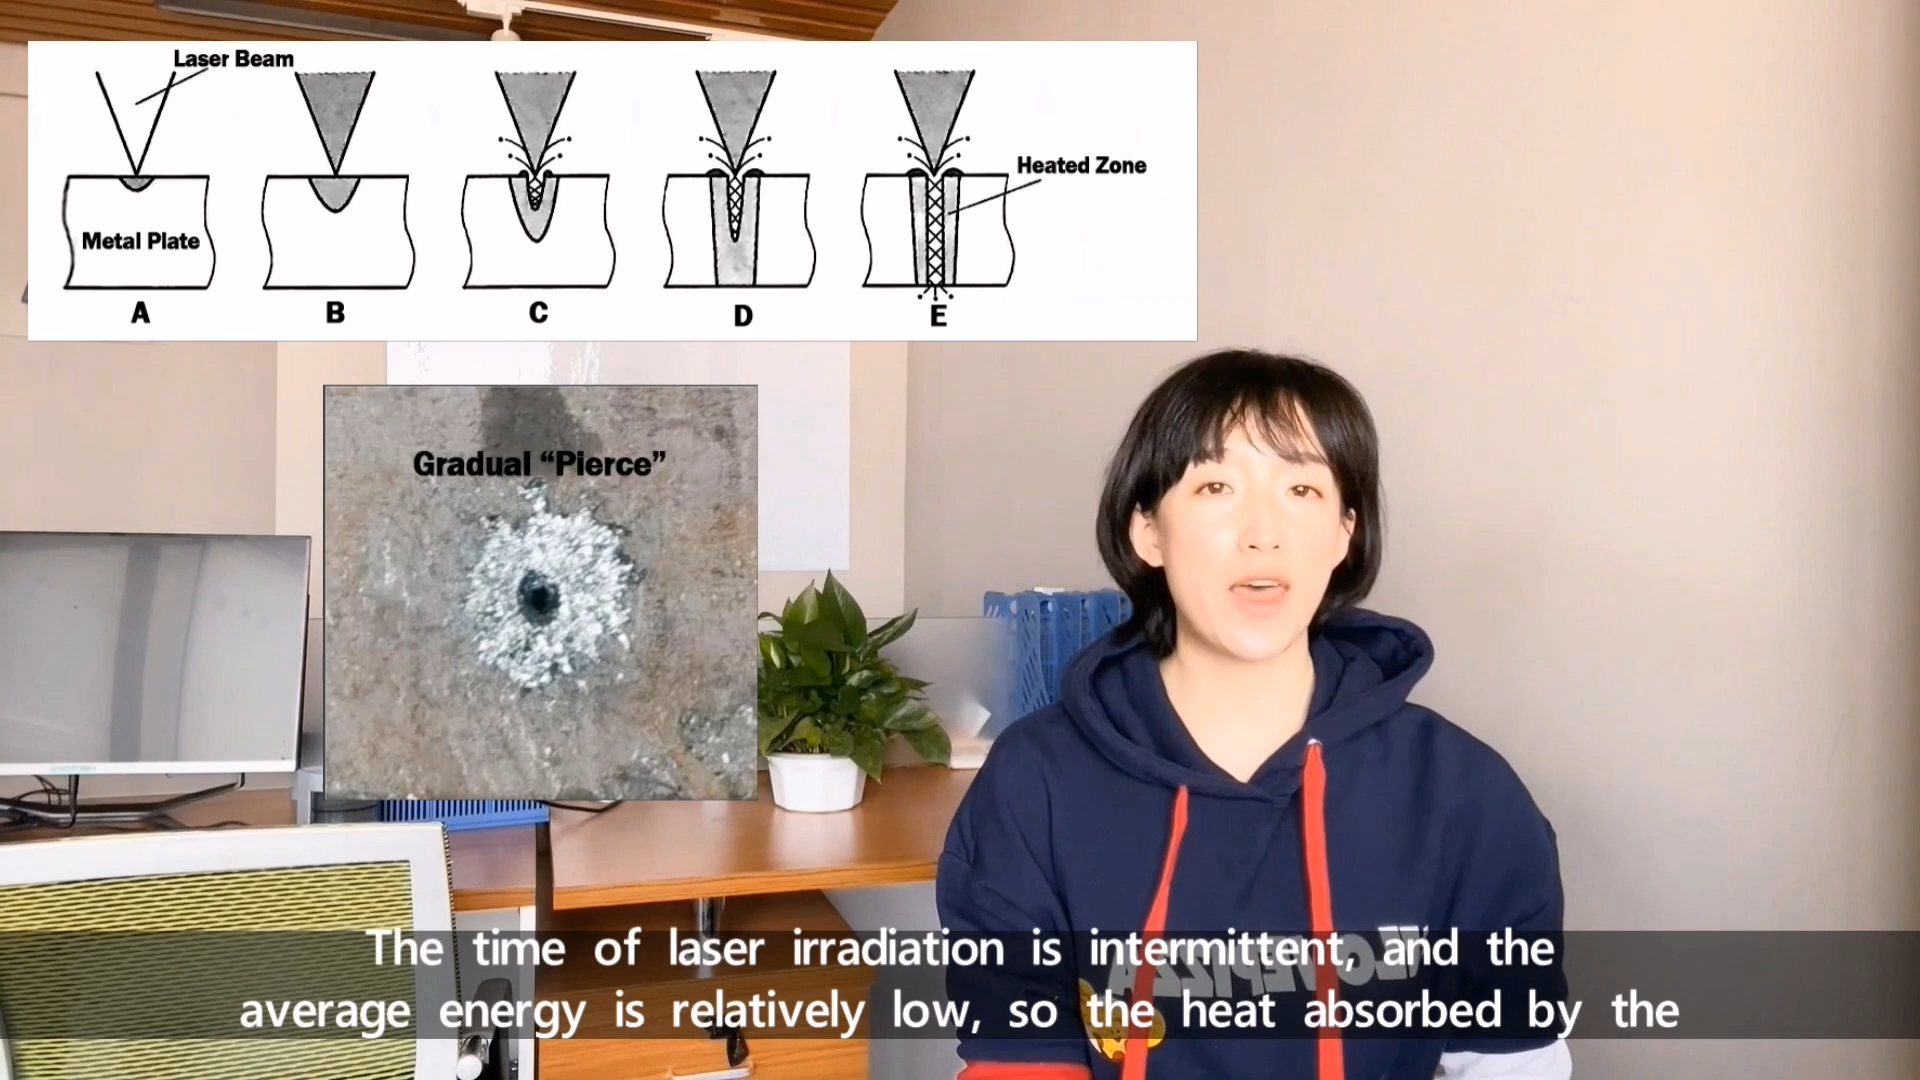 Laser Beam
Heated Zone
Metal Plate
A B C D E
Gradual “Pierce”
The time of laser irradiation is intermittent, and the
average energy is relatively low, so the heat absorbed by the